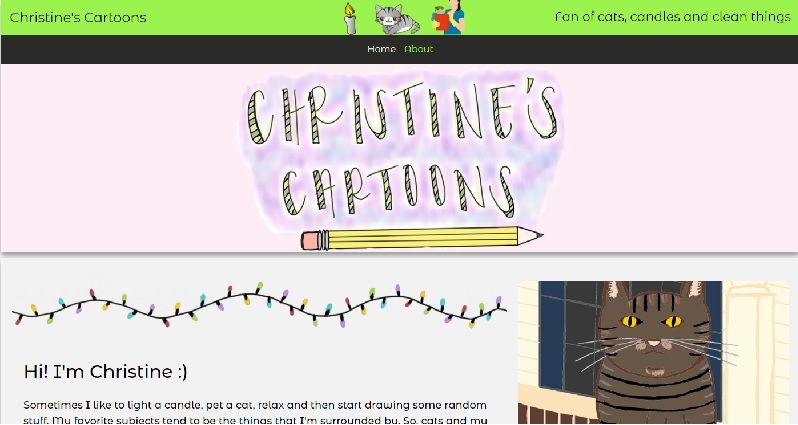 Christine's Cartoons
Fan of cats, candles and clean things
Home About
CHRISTINE'S
CARTOONS
Hi! I'm Christine :)
Sometimes I like to light a candle, pet a cat, relax and then start drawing some random
stuff. My favorite subjects tend to be the things that I'm surrounded by. So, cats and my